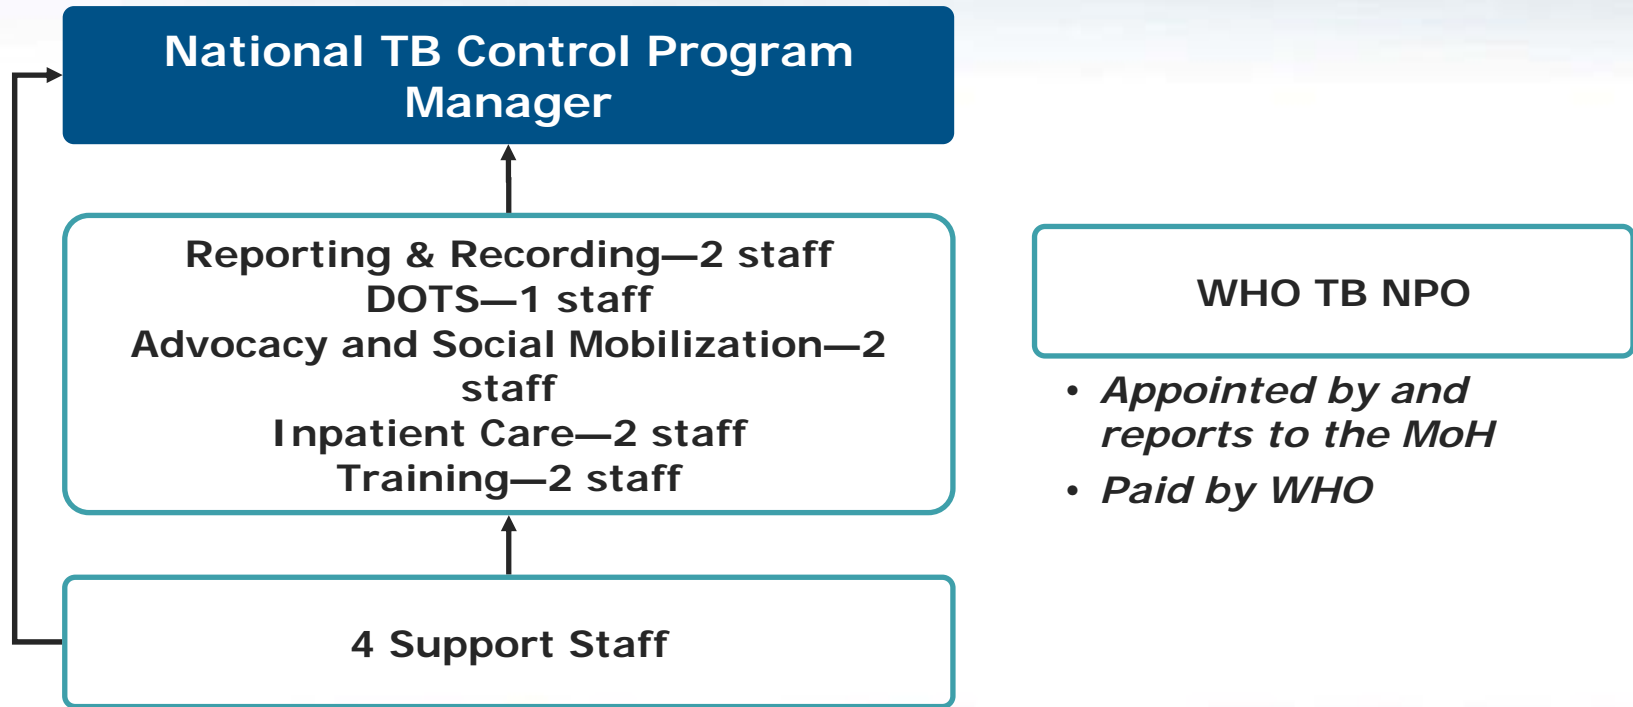 National TB Control Program
Manager
Reporting & Recording—2 staff
DOTS—1 staff
Advocacy and Social Mobilization—2
staff
Inpatient Care—2 staff
Training—2 staff
4 Support Staff
WHO TB NPO
• Appointed by and
reports to the MoH
• Paid by WHO